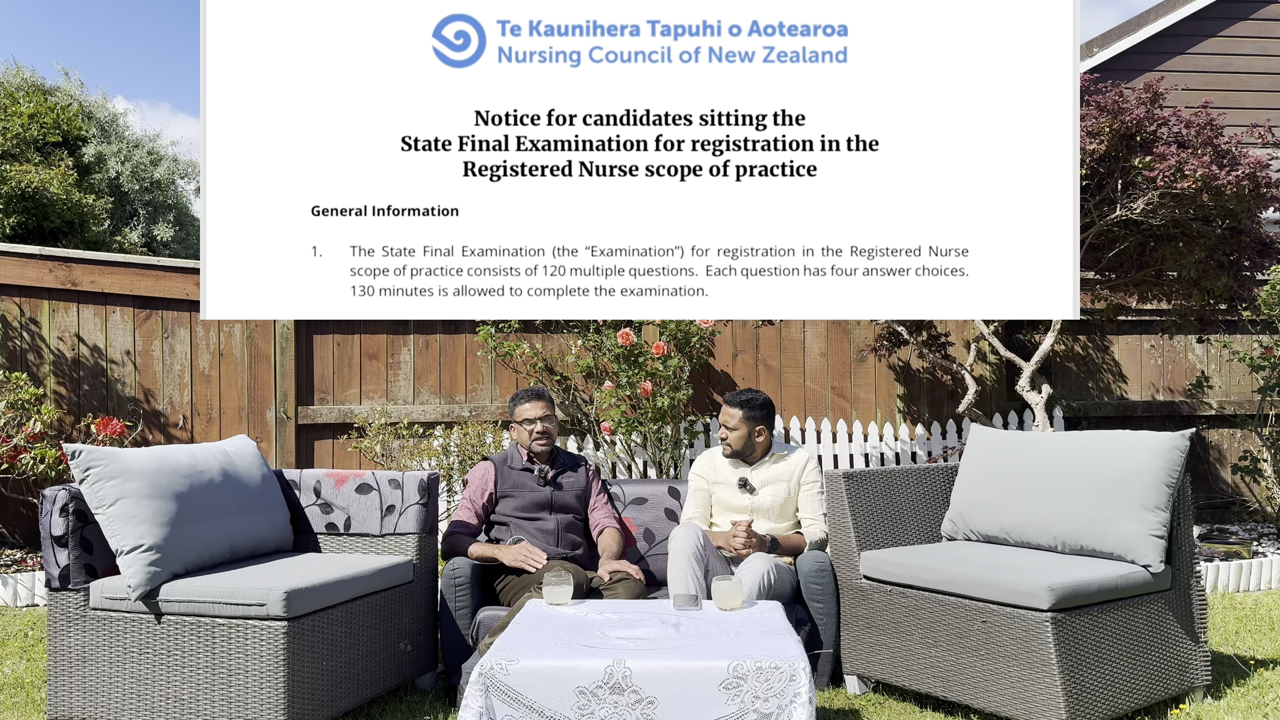 Te Kaunihera Tapuhi o Aotearoa
Nursing Council of New Zealand
Notice for candidates sitting the
State Final Examination for registration in the
Registered Nurse scope of practice
General Information
1. The State Final Examination (the “Examination”) for registration in the Registered Nurse
scope of practice consists of 120 multiple questions. Each question has four answer choices.
130 minutes is allowed to complete the examination.